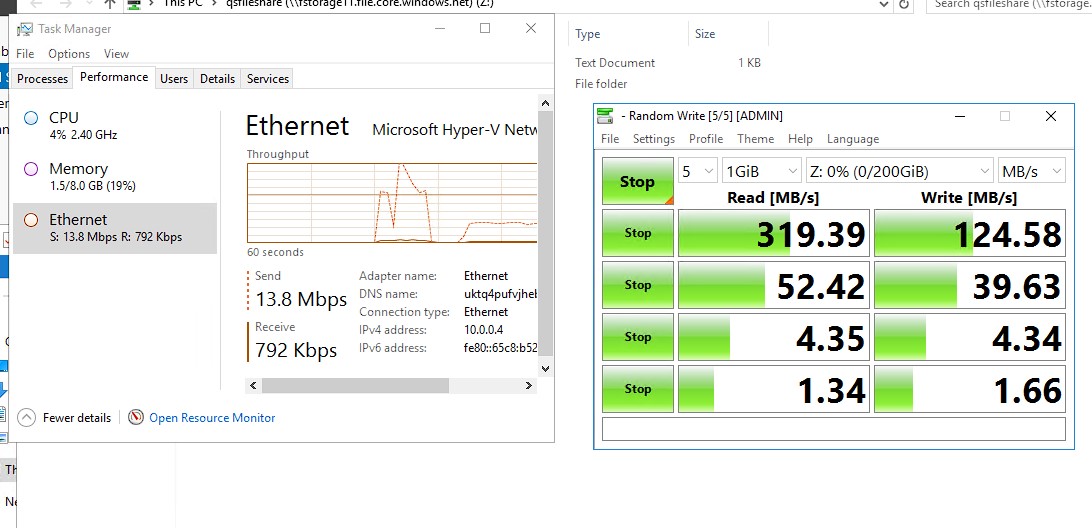 This PC > qsfileshare (\\fstorage11.file.core.windows.net) (Z:)
Search qsfileshare (\\fstorage.
Task Manager
File Options View
Processes Performance Users Details Services
CPU
4% 2.40 GHz
Memory
1.5/8.0 GB (19%)
Ethernet
S: 13.8 Mbps R: 792 Kbps
Ethernet Microsoft Hyper-V Netw
Throughput
60 seconds
Send
13.8 Mbps
Receive
792 Kbps
Adapter name: Ethernet
DNS name: uktq4pufvjheb
Connection type: Ethernet
IPv4 address: 10.0.0.4
IPv6 address: fe80::65c8:b52
Fewer details Open Resource Monitor
Type Size
Text Document 1 KB
File folder
- Random Write [5/5] [ADMIN]
File Settings Profile Theme Help Language
Stop 5 1GiB Z: 0% (0/200GiB) MB/s
Read [MB/s] Write [MB/s]
Stop 319.39 124.58
Stop 52.42 39.63
Stop 4.35 4.34
Stop 1.34 1.66
Th
Ne